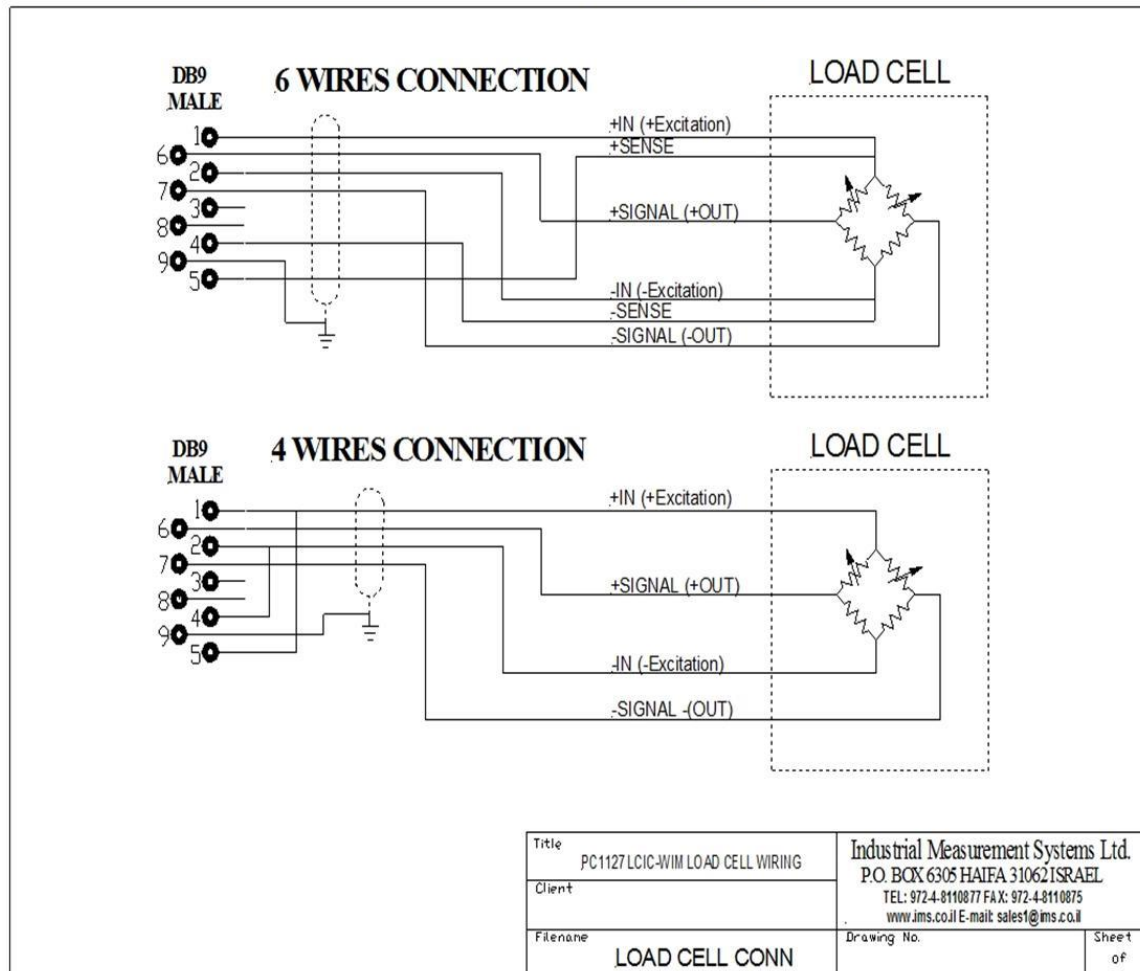 DB9
MALE
6 WIRES CONNECTION
LOAD CELL
1
6
2
7
3
8
4
9
5
+IN (+Excitation)
+SENSE
+SIGNAL (+OUT)
-IN (-Excitation)
-SENSE
-SIGNAL (-OUT)
DB9
MALE
4 WIRES CONNECTION
LOAD CELL
1
6
2
7
3
8
4
9
5
+IN (+Excitation)
+SIGNAL (+OUT)
-IN (-Excitation)
-SIGNAL -(OUT)
Title
PC1127 LCIC-WIM LOAD CELL WIRING
Client
Filename
LOAD CELL CONN
Industrial Measurement Systems Ltd.
P.O. BOX 6305 HAIFA 31062 ISRAEL
TEL: 972-4-8110877 FAX: 972-4-8110875
www.ims.co.il E-mail: sales1@ims.co.il
Drawing No.
Sheet
of